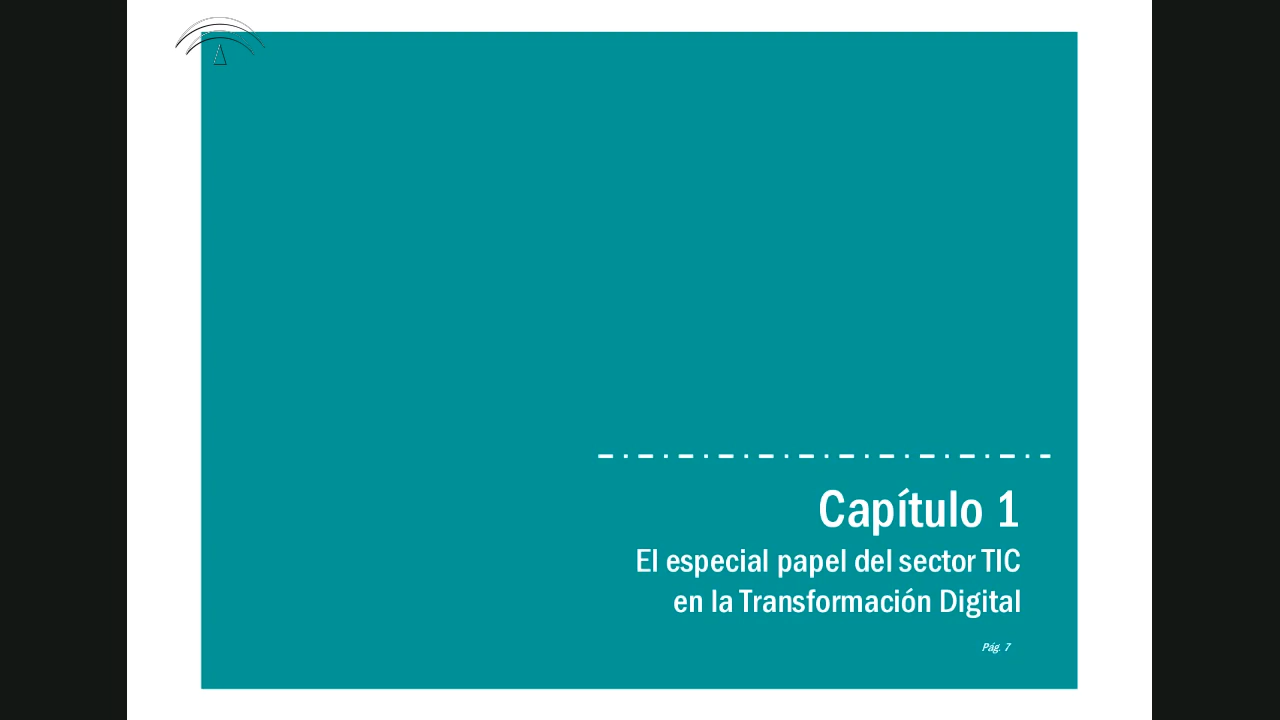 Capítulo 1
El especial papel del sector TIC
en la Transformación Digital
Pág. 7